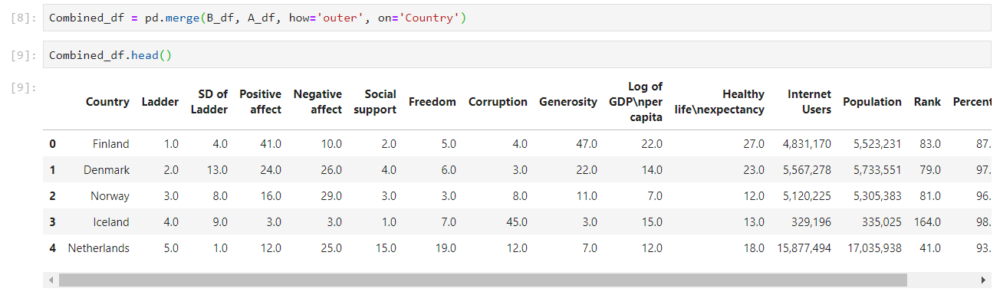 [8]: Combined_df = pd.merge(B_df, A_df, how='outer', on='Country')
[9]: Combined_df.head()
[9]:
Country Ladder SD of Ladder Positive affect Negative affect Social support Freedom Corruption Generosity Log of GDP\nper capita Healthy life\nexpectancy Internet Users Population Rank Percent
0 Finland 1.0 4.0 41.0 10.0 2.0 5.0 4.0 47.0 22.0 27.0 4,831,170 5,523,231 83.0 87.
1 Denmark 2.0 13.0 24.0 26.0 4.0 6.0 3.0 22.0 14.0 23.0 5,567,278 5,733,551 79.0 97.
2 Norway 3.0 8.0 16.0 29.0 3.0 3.0 8.0 11.0 7.0 12.0 5,120,225 5,305,383 81.0 96.
3 Iceland 4.0 9.0 3.0 3.0 1.0 7.0 45.0 3.0 15.0 13.0 329,196 335,025 164.0 98.
4 Netherlands 5.0 1.0 12.0 25.0 15.0 19.0 12.0 7.0 12.0 18.0 15,877,494 17,035,938 41.0 93.